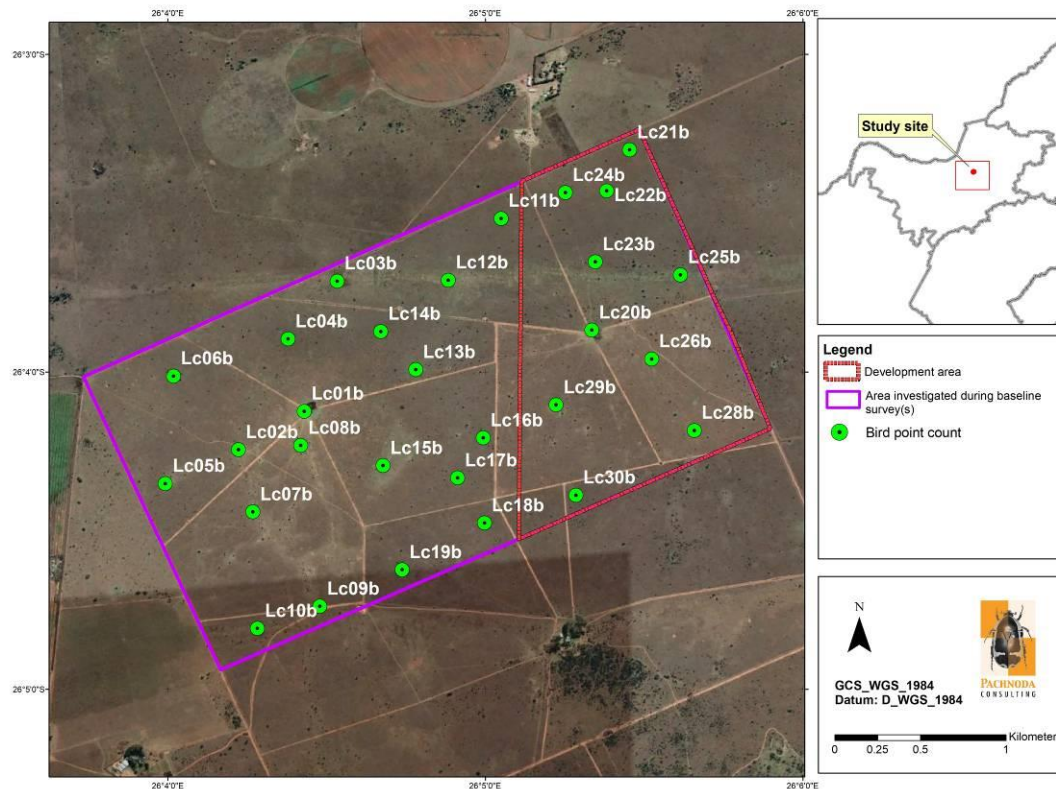 26°4'0"E
26°5'0"E
26°6'0"E
26°3'0"S
26°4'0"S
26°5'0"S
Lc21b
Lc24b
Lc22b
Lc11b
Lc23b
Lc25b
Lc03b
Lc12b
Lc20b
Lc04b
Lc14b
Lc26b
Lc06b
Lc13b
Lc29b
Lc01b
Lc28b
Lc02b
Lc08b
Lc16b
Lc15b
Lc05b
Lc17b
Lc07b
Lc30b
Lc18b
Lc19b
Lc09b
Lc10b
26°4'0"E
26°5'0"E
26°6'0"E
Study site
Legend
Development area
Area investigated during baseline
survey(s)
Bird point count
N
PACHNODA
CONSULTING
GCS_WGS_1984
Datum: D_WGS_1984
Kilometer
0 0.25 0.5 1